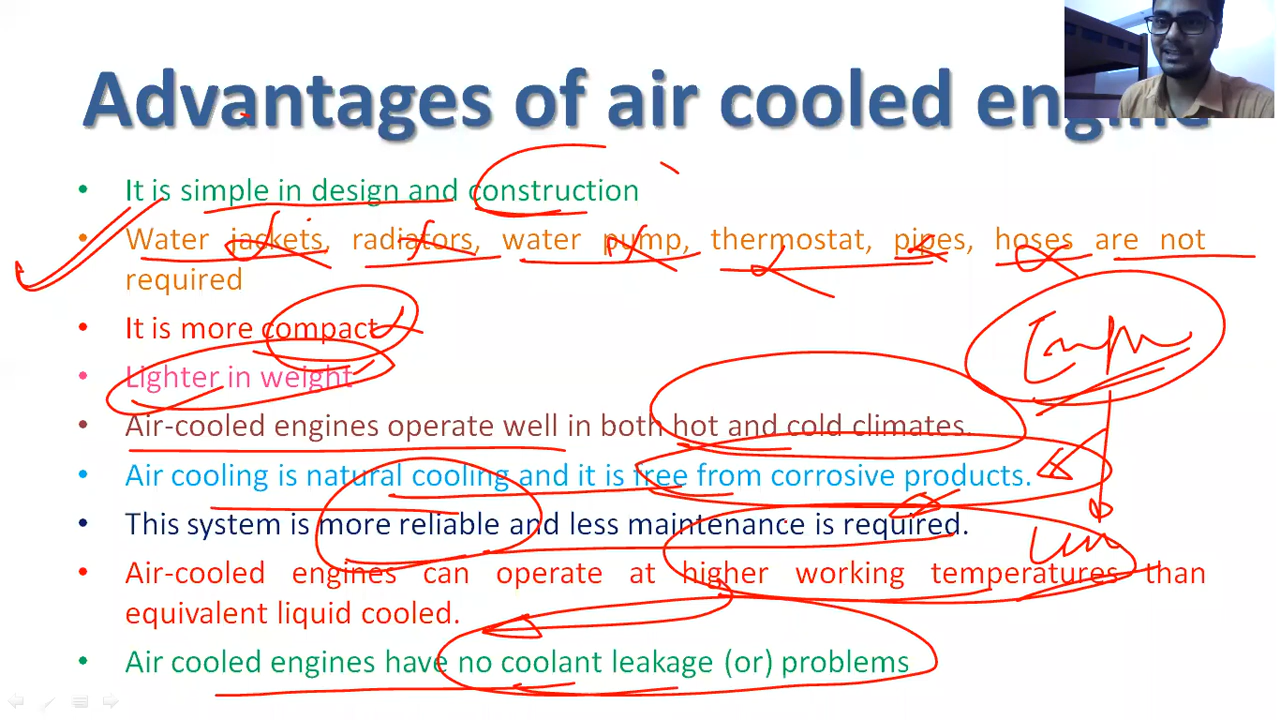 Advantages of air cooled engine
• It is simple in design and construction
• Water jackets, radiators, water pump, thermostat, pipes, hoses are not
required
• It is more compact
• Lighter in weight
• Air-cooled engines operate well in both hot and cold climates.
• Air cooling is natural cooling and it is free from corrosive products.
• This system is more reliable and less maintenance is required.
• Air-cooled engines can operate at higher working temperatures than
equivalent liquid cooled.
• Air cooled engines have no coolant leakage (or) problems